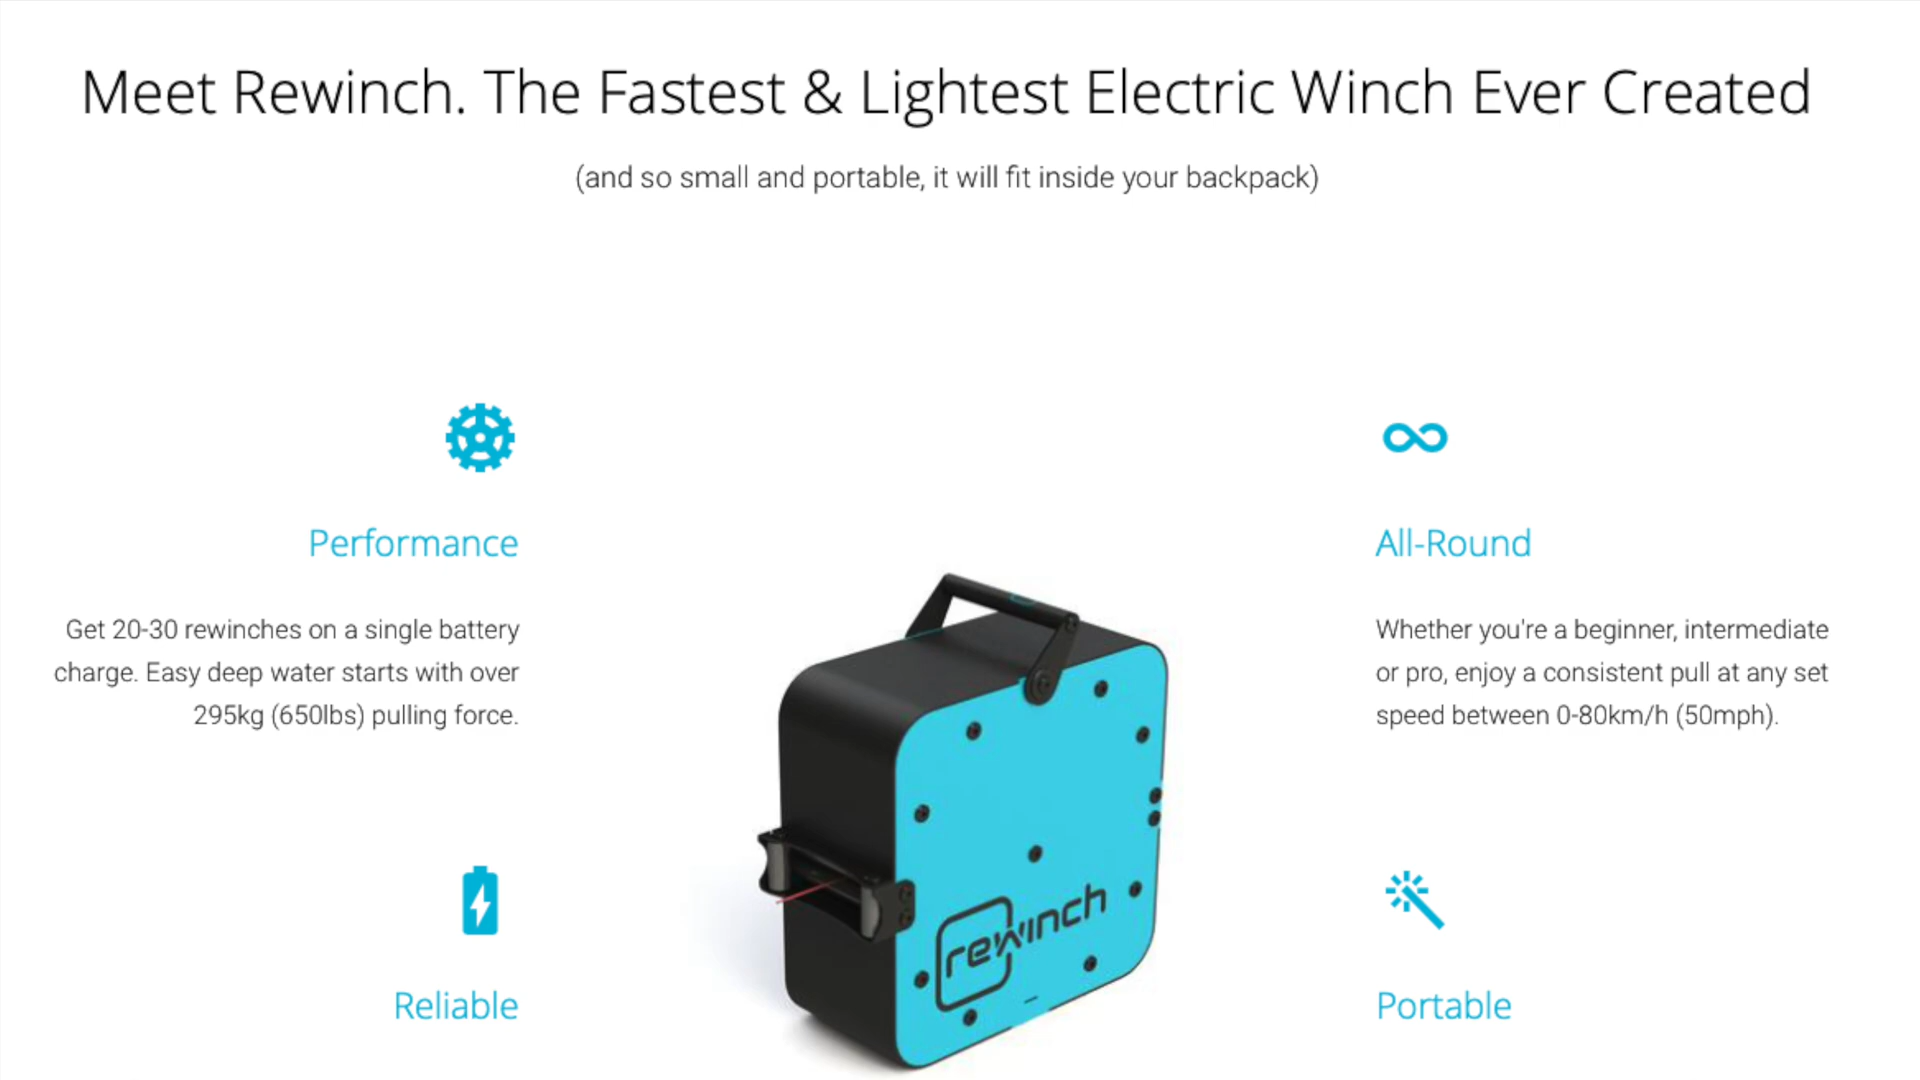 Meet Rewinch. The Fastest & Lightest Electric Winch Ever Created
(and so small and portable, it will fit inside your backpack)
Performance
Get 20-30 rewinches on a single battery
charge. Easy deep water starts with over
295kg (650lbs) pulling force.
All-Round
Whether you're a beginner, intermediate
or pro, enjoy a consistent pull at any set
speed between 0-80km/h (50mph).
rewinch
Reliable
Portable